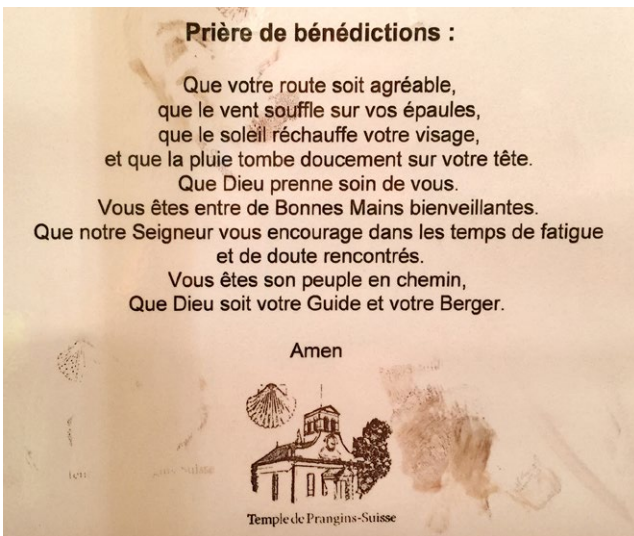 Prière de bénédictions :
Que votre route soit agréable,
que le vent souffle sur vos épaules,
que le soleil réchauffe votre visage,
et que la pluie tombe doucement sur votre tête.
Que Dieu prenne soin de vous.
Vous êtes entre de Bonnes Mains bienveillantes.
Que notre Seigneur vous encourage dans les temps de fatigue
et de doute rencontrés.
Vous êtes son peuple en chemin,
Que Dieu soit votre Guide et votre Berger.
Amen
Temple de Prangins-Suisse